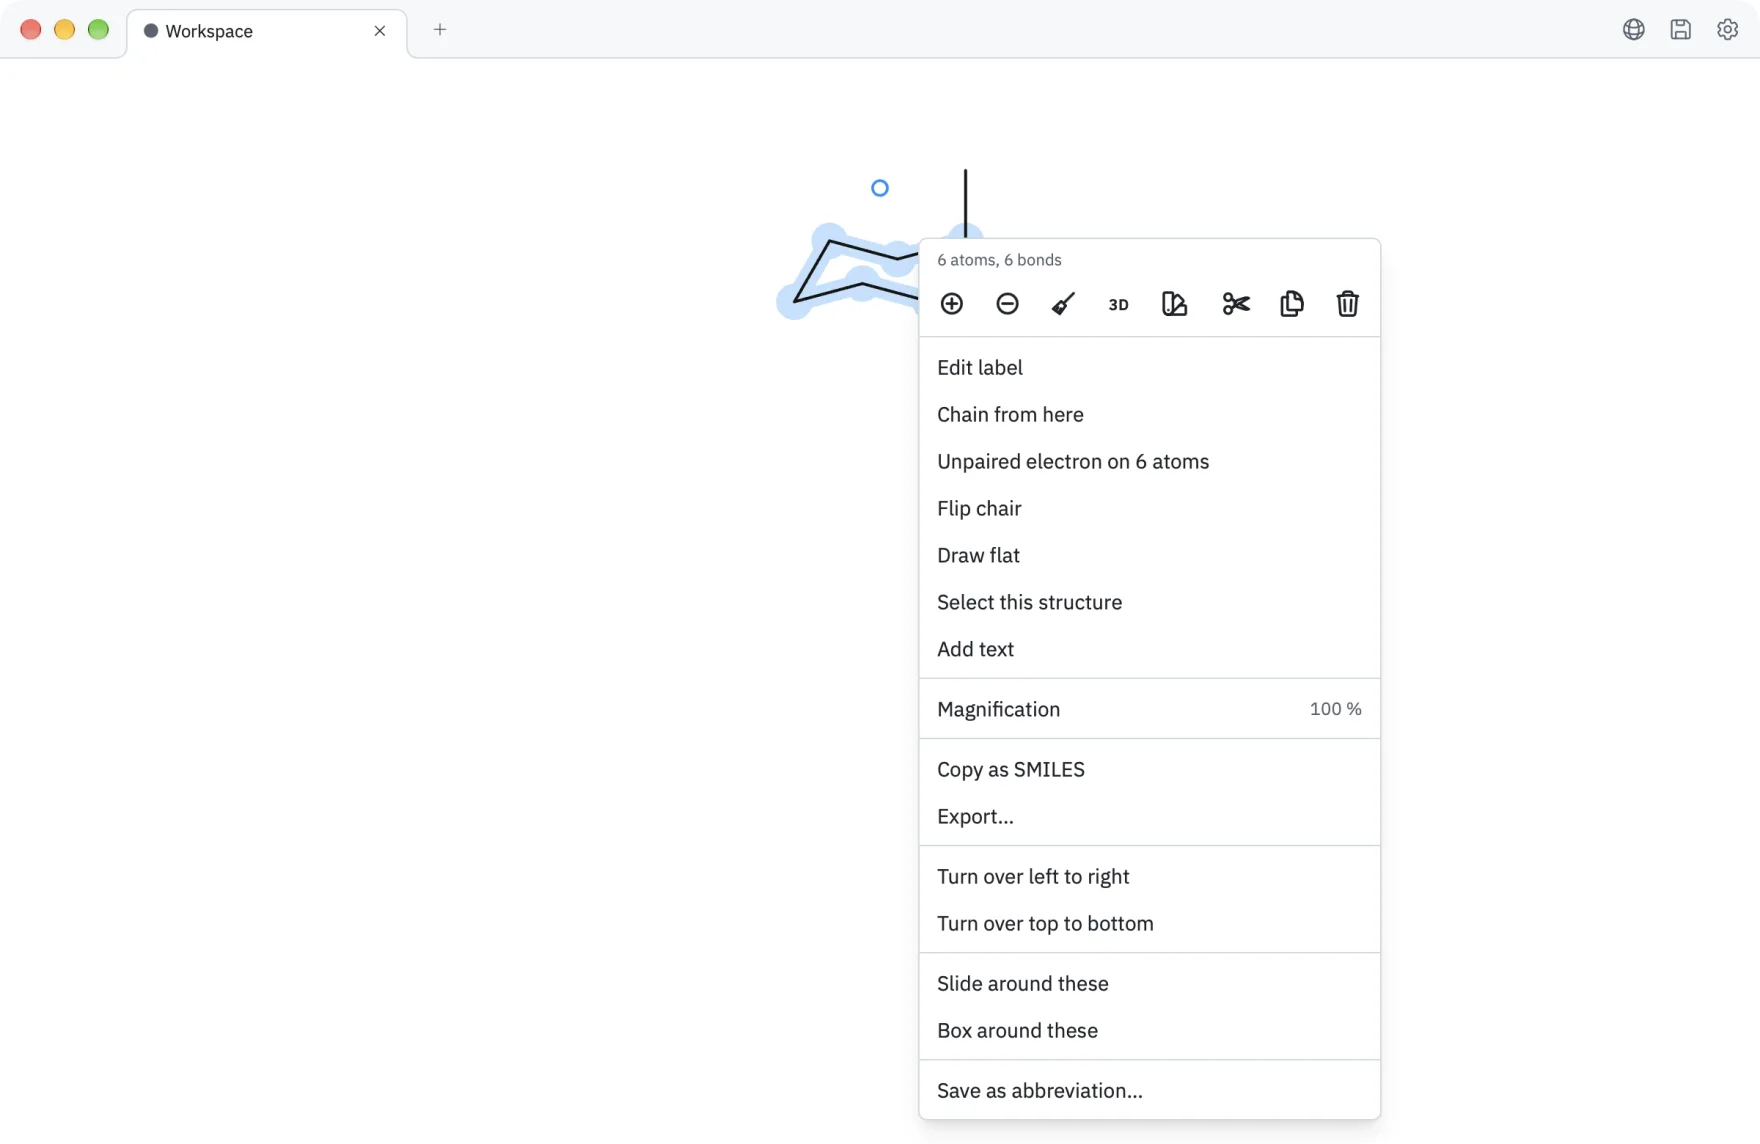 Workspace
6 atoms, 6 bonds
3D
Edit label
Chain from here
Unpaired electron on 6 atoms
Flip chair
Draw flat
Select this structure
Add text
Magnification 100 %
Copy as SMILES
Export...
Turn over left to right
Turn over top to bottom
Slide around these
Box around these
Save as abbreviation...